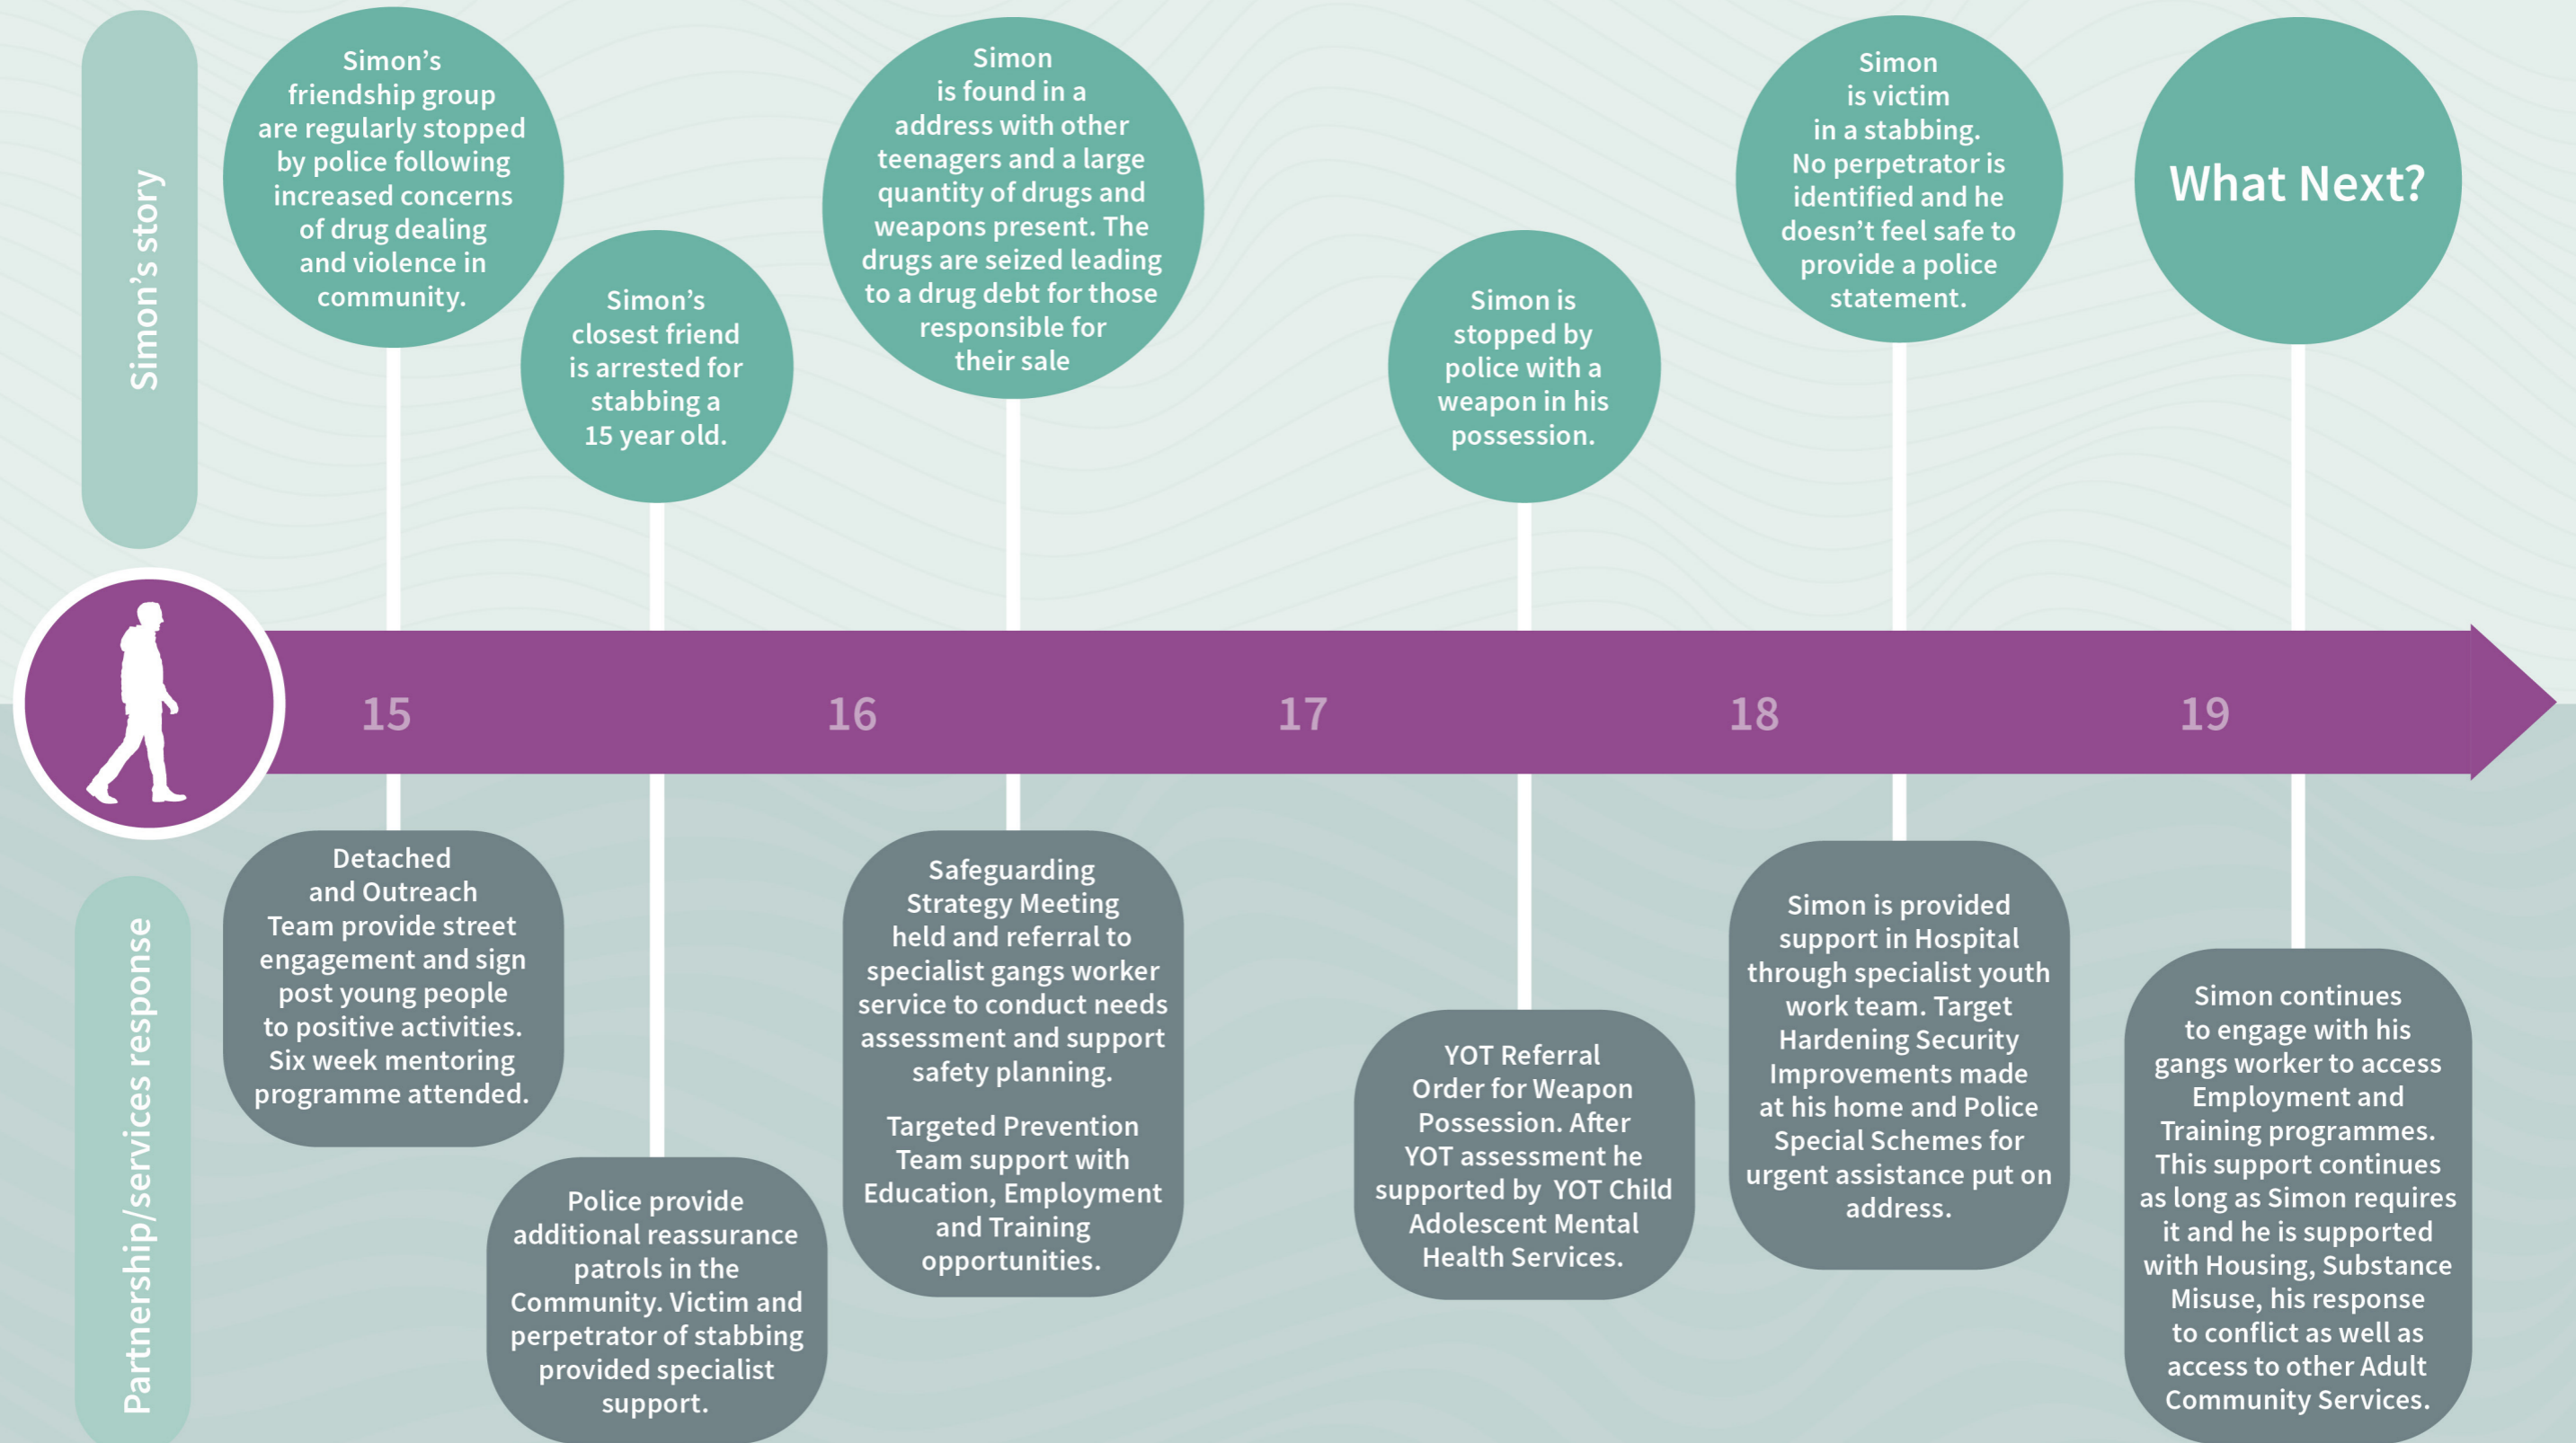 Simon's story
Simon's
friendship group
are regularly stopped
by police following
increased concerns
of drug dealing
and violence in
community.
Simon's
closest friend
is arrested for
stabbing a
15 year old.
Simon
is found in a
address with other
teenagers and a large
quantity of drugs and
weapons present. The
drugs are seized leading
to a drug debt for those
responsible for
their sale
Simon is
stopped by
police with a
weapon in his
possession.
Simon
is victim
in a stabbing.
No perpetrator is
identified and he
doesn't feel safe to
provide a police
statement.
What Next?
15
16
17
18
19
Partnership/services response
Detached
and Outreach
Team provide street
engagement and sign
post young people
to positive activities.
Six week mentoring
programme attended.
Police provide
additional reassurance
patrols in the
Community. Victim and
perpetrator of stabbing
provided specialist
support.
Safeguarding
Strategy Meeting
held and referral to
specialist gangs worker
service to conduct needs
assessment and support
safety planning.
Targeted Prevention
Team support with
Education, Employment
and Training
opportunities.
YOT Referral
Order for Weapon
Possession. After
YOT assessment he
supported by YOT Child
Adolescent Mental
Health Services.
Simon is provided
support in Hospital
through specialist youth
work team. Target
Hardening Security
Improvements made
at his home and Police
Special Schemes for
urgent assistance put on
address.
Simon continues
to engage with his
gangs worker to access
Employment and
Training programmes.
This support continues
as long as Simon requires
it and he is supported
with Housing, Substance
Misuse, his response
to conflict as well as
access to other Adult
Community Services.